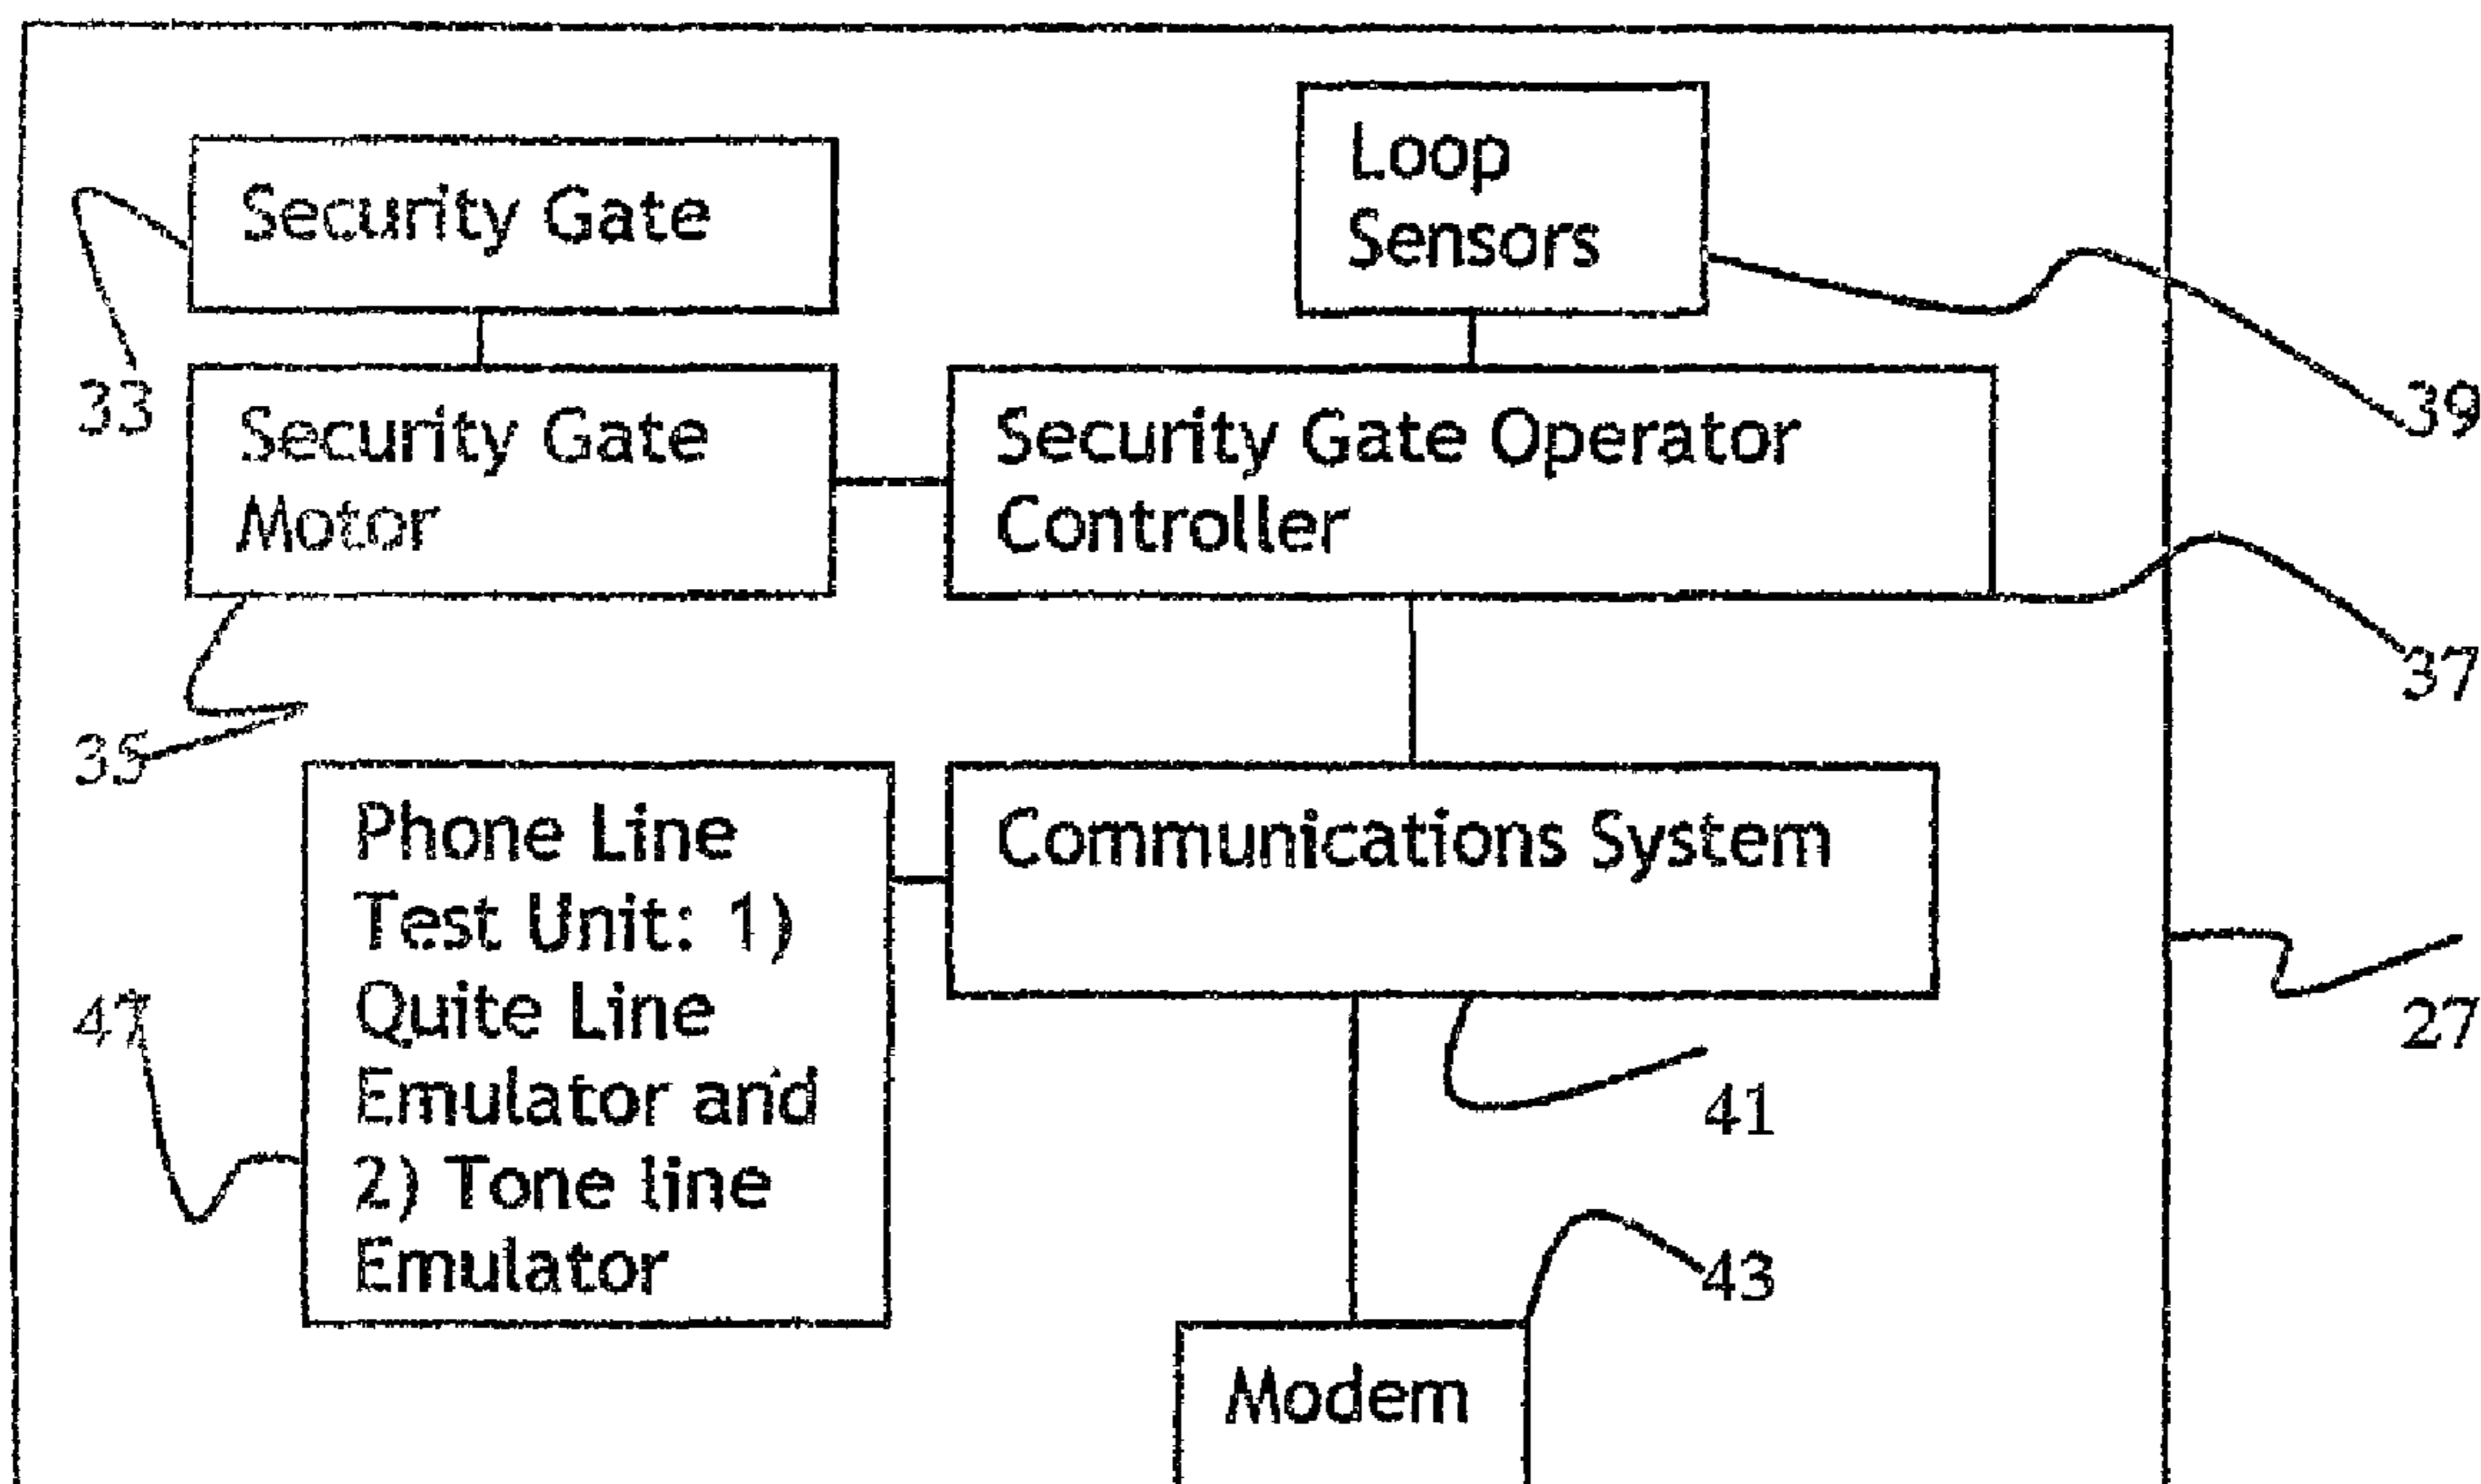 Security Gate
Loop
Sensors
33
Security Gate
Motor
Security Gate Operator
Controller
39
37
35
Phone Line
Test Unit: 1)
Quite Line
Emulator and
2) Tone line
Emulator
Communications System
47
27
41
43
Modem